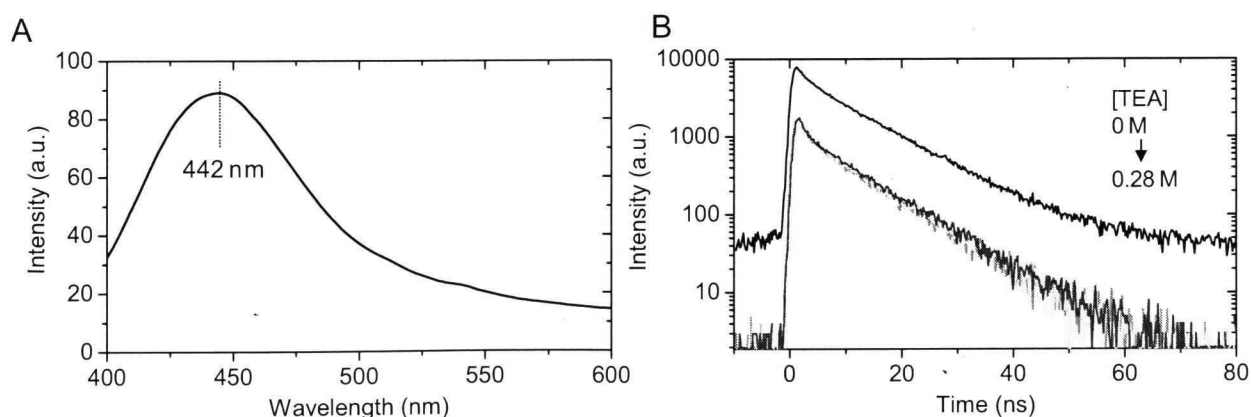 A
Intensity (a.u.)
100
80
60
40
20
0
442 nm
400
450
500
550
600
Wavelength (nm)
B
Intensity (a.u.)
10000
1000
100
10
[TEA]
0 M
0.28 M
0
20
40
60
80
Time (ns)